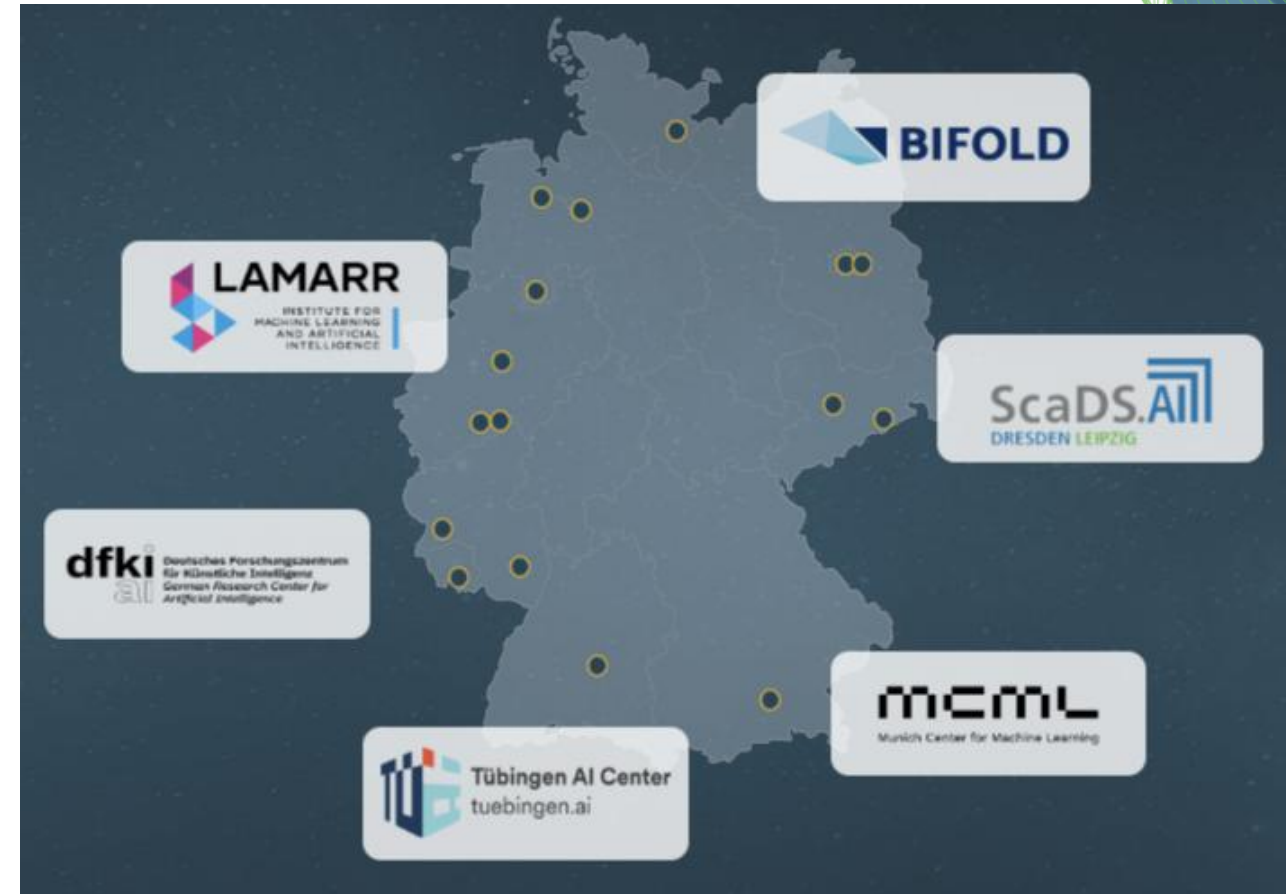 BIFOLD
LAMARR
INSTITUTE FOR
MACHINE LEARNING
AND ARTIFICIAL
INTELLIGENCE
ScaDS.AI
DRESDEN LEIPZIG
dfki
ai
Deutsches Forschungszentrum
für Künstliche Intelligenz
German Research Center for
Artificial Intelligence
mcmL
Munich Center for Machine Learning
Tübingen AI Center
tuebingen.ai